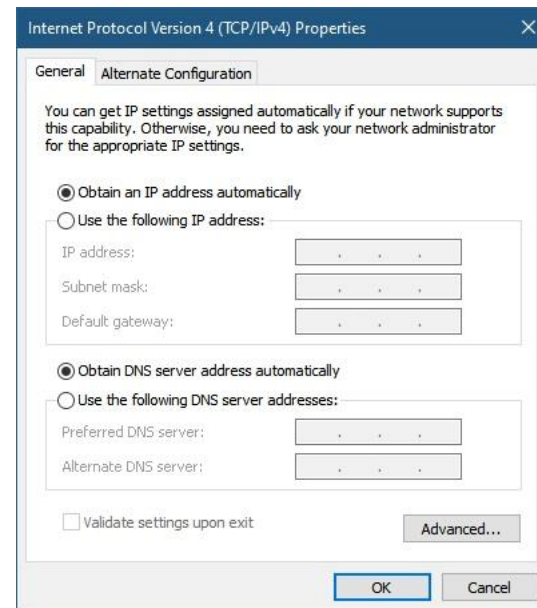 Internet Protocol Version 4 (TCP/IPv4) Properties
General
Alternate Configuration
You can get IP settings assigned automatically if your network supports
this capability. Otherwise, you need to ask your network administrator
for the appropriate IP settings.
Obtain an IP address automatically
Use the following IP address:
IP address:
Subnet mask:
Default gateway:
Obtain DNS server address automatically
Use the following DNS server addresses:
Preferred DNS server:
Alternate DNS server:
Validate settings upon exit
Advanced...
OK
Cancel